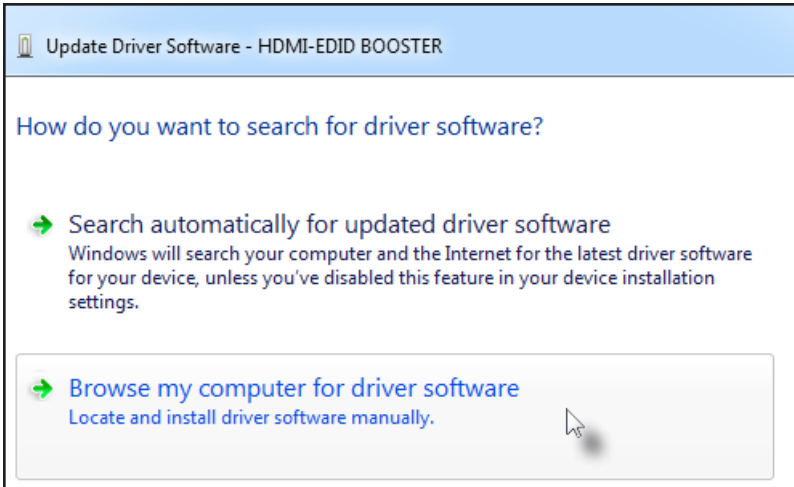 Update Driver Software - HDMI-EDID BOOSTER
How do you want to search for driver software?
Search automatically for updated driver software
Windows will search your computer and the Internet for the latest driver software
for your device, unless you've disabled this feature in your device installation
settings.
Browse my computer for driver software
Locate and install driver software manually.